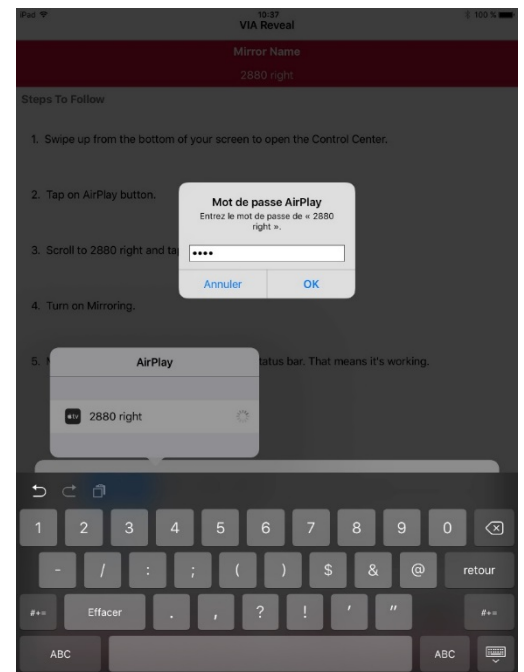 iPad 10:37 100 %
VIA Reveal
Mirror Name
2880 right
Steps To Follow
1. Swipe up from the bottom of your screen to open the Control Center.
2. Tap on AirPlay button.
Mot de passe AirPlay
Entrez le mot de passe de « 2880
right ».
••••
Annuler OK
3. Scroll to 2880 right and
4. Turn on Mirroring.
5. status bar. That means it's working.
AirPlay
tv 2880 right
1 2 3 4 5 6 7 8 9 0
- / : ; ( ) $ & @ retour
#+= Effacer . , ? ! ' " #+=
ABC ABC